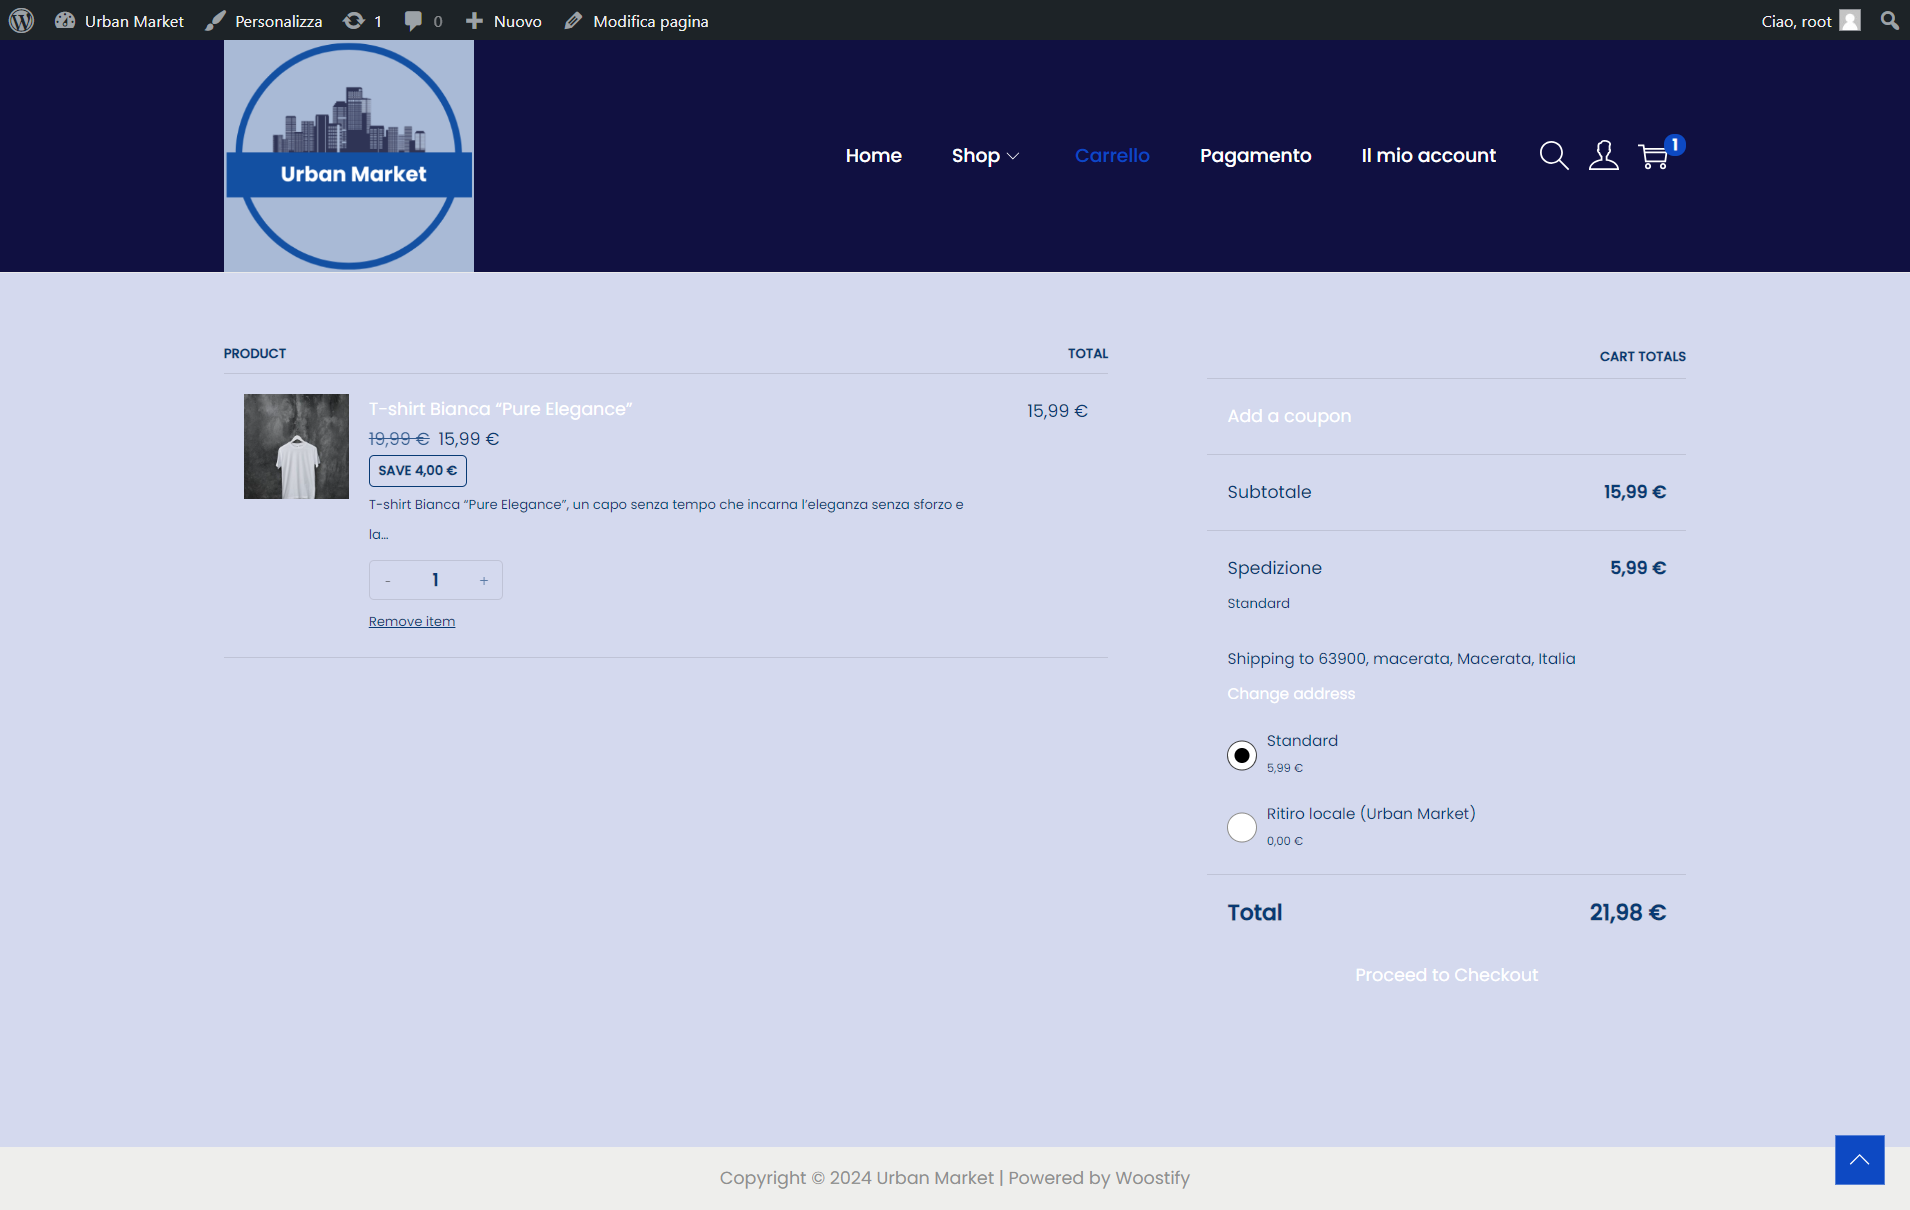 Urban Market
Personalizza
1
0
Nuovo
Modifica pagina
Ciao, root
Urban Market
Home
Shop
Carrello
Pagamento
Il mio account
1
PRODUCT
TOTAL
T-shirt Bianca “Pure Elegance”
15,99 €
19,99 € 15,99 €
SAVE 4,00 €
T-shirt Bianca “Pure Elegance”, un capo senza tempo che incarna l’eleganza senza sforzo e
la…
- 1 +
Remove item
CART TOTALS
Add a coupon
Subtotale 15,99 €
Spedizione 5,99 €
Standard
Shipping to 63900, macerata, Macerata, Italia
Change address
Standard
5,99 €
Ritiro locale (Urban Market)
0,00 €
Total 21,98 €
Proceed to Checkout
Copyright © 2024 Urban Market | Powered by Woostify